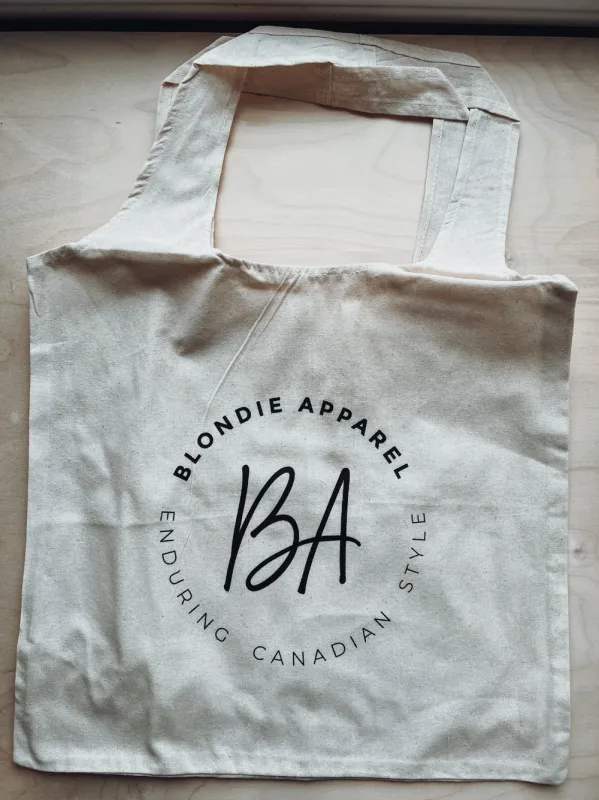 BLONDIE APPAREL
BA
ENDURING CANADIAN STYLE